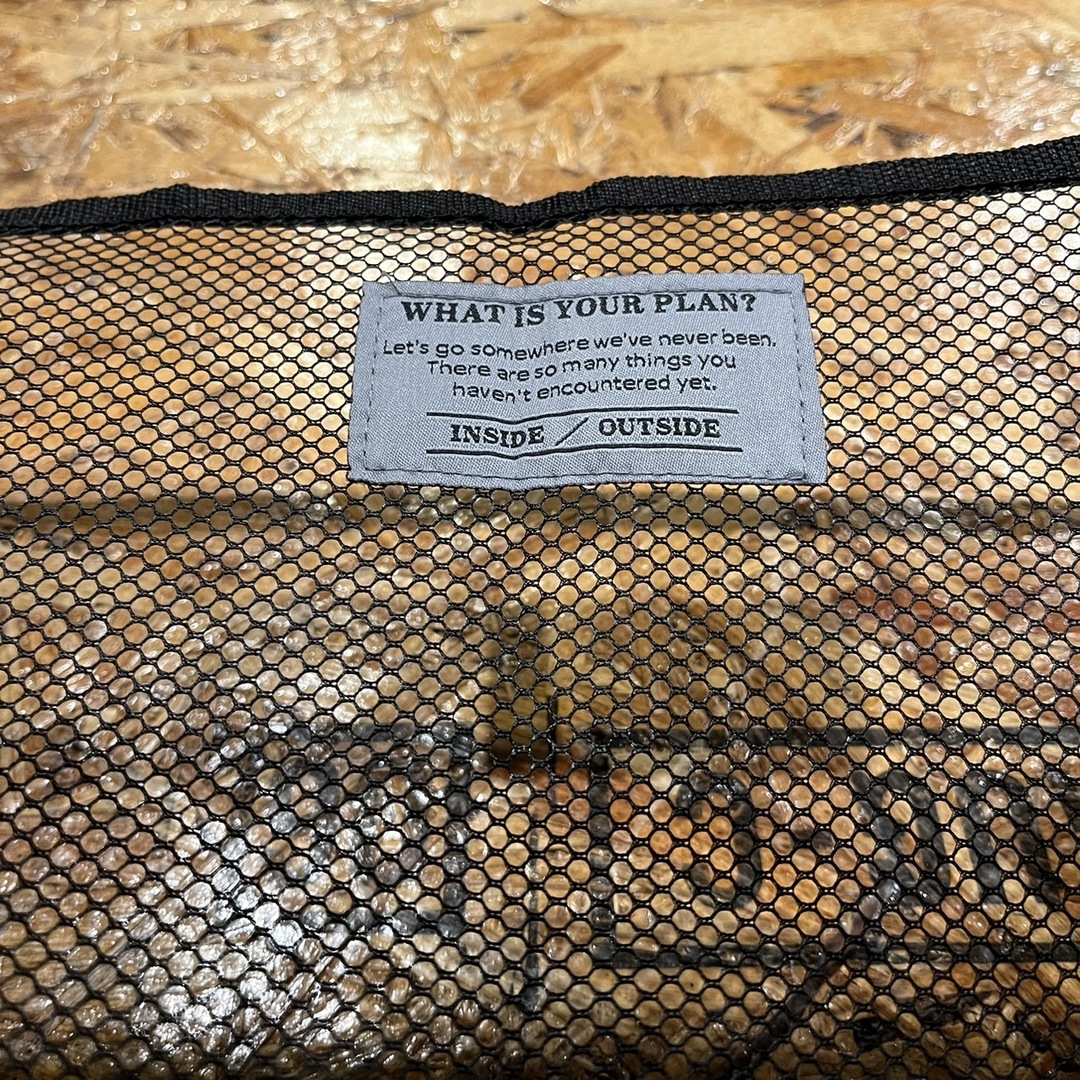 WHAT IS YOUR PLAN?
Let's go somewhere we've never been.
There are so many things you
haven't encountered yet.
INSIDE / OUTSIDE